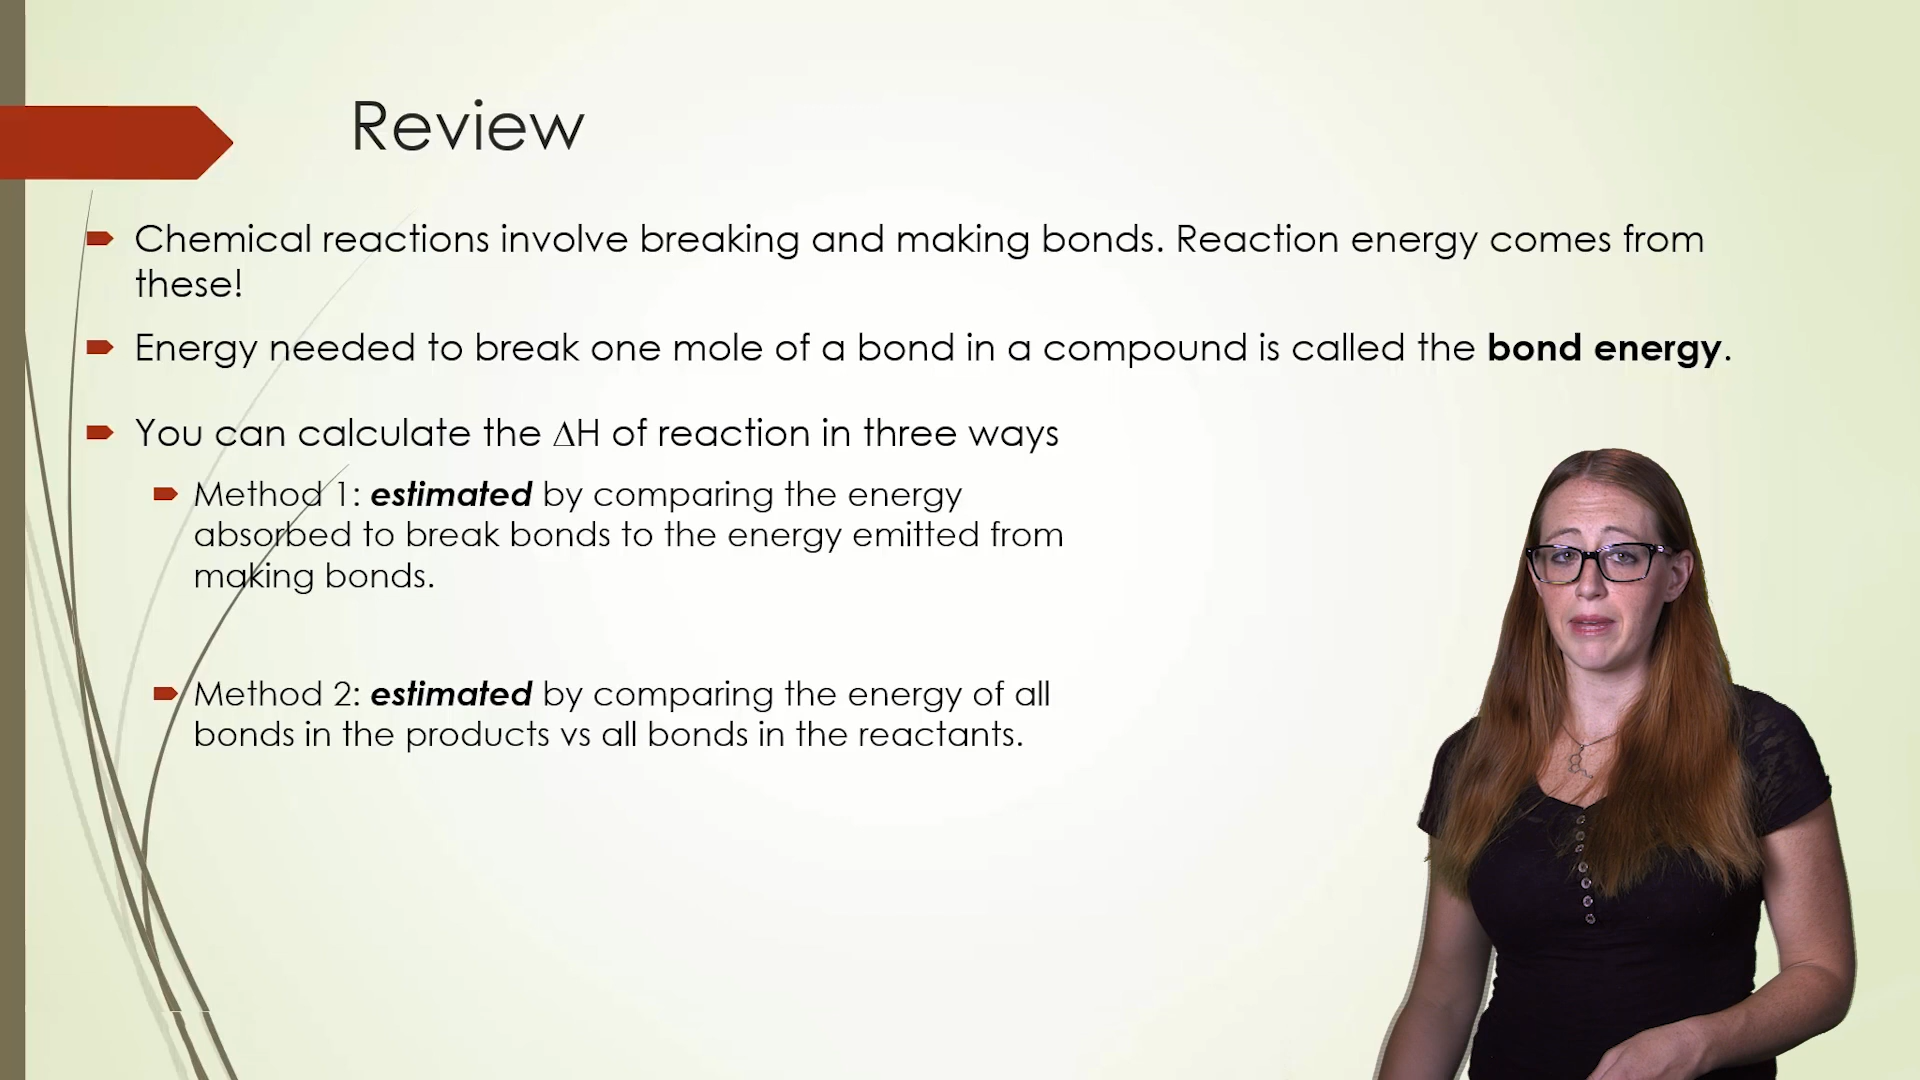 Review
Chemical reactions involve breaking and making bonds. Reaction energy comes from
these!
Energy needed to break one mole of a bond in a compound is called the bond energy.
You can calculate the ΔH of reaction in three ways
Method 1: estimated by comparing the energy
absorbed to break bonds to the energy emitted from
making bonds.
Method 2: estimated by comparing the energy of all
bonds in the products vs all bonds in the reactants.